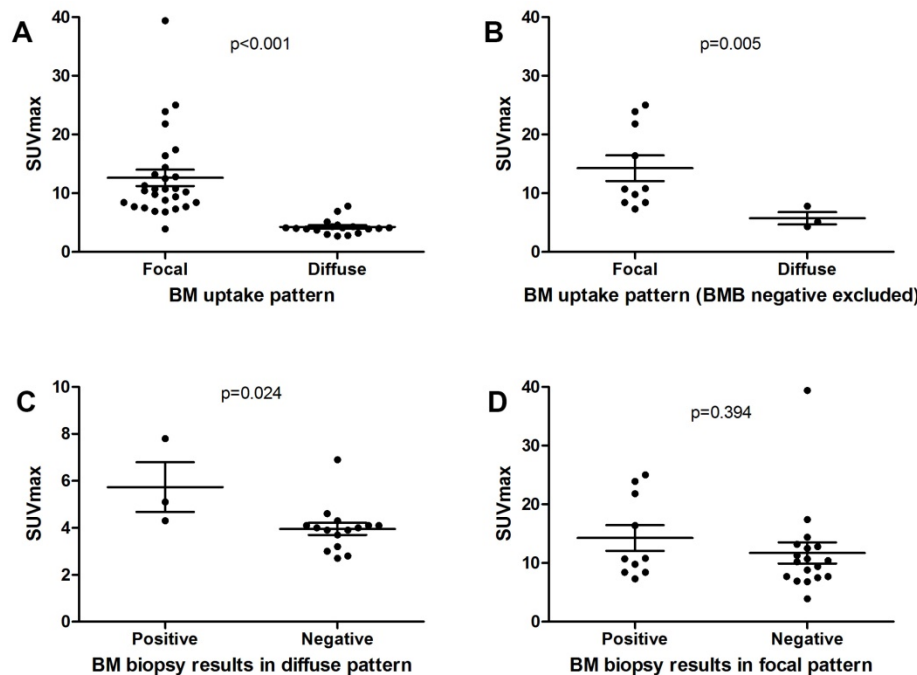 A
p<0.001
SUVmax
40
30
20
10
0
Focal
Diffuse
BM uptake pattern
B
p=0.005
SUVmax
40
30
20
10
0
Focal
Diffuse
BM uptake pattern (BMB negative excluded)
C
p=0.024
SUVmax
10
8
6
4
2
0
Positive
Negative
BM biopsy results in diffuse pattern
D
p=0.394
SUVmax
40
30
20
10
0
Positive
Negative
BM biopsy results in focal pattern